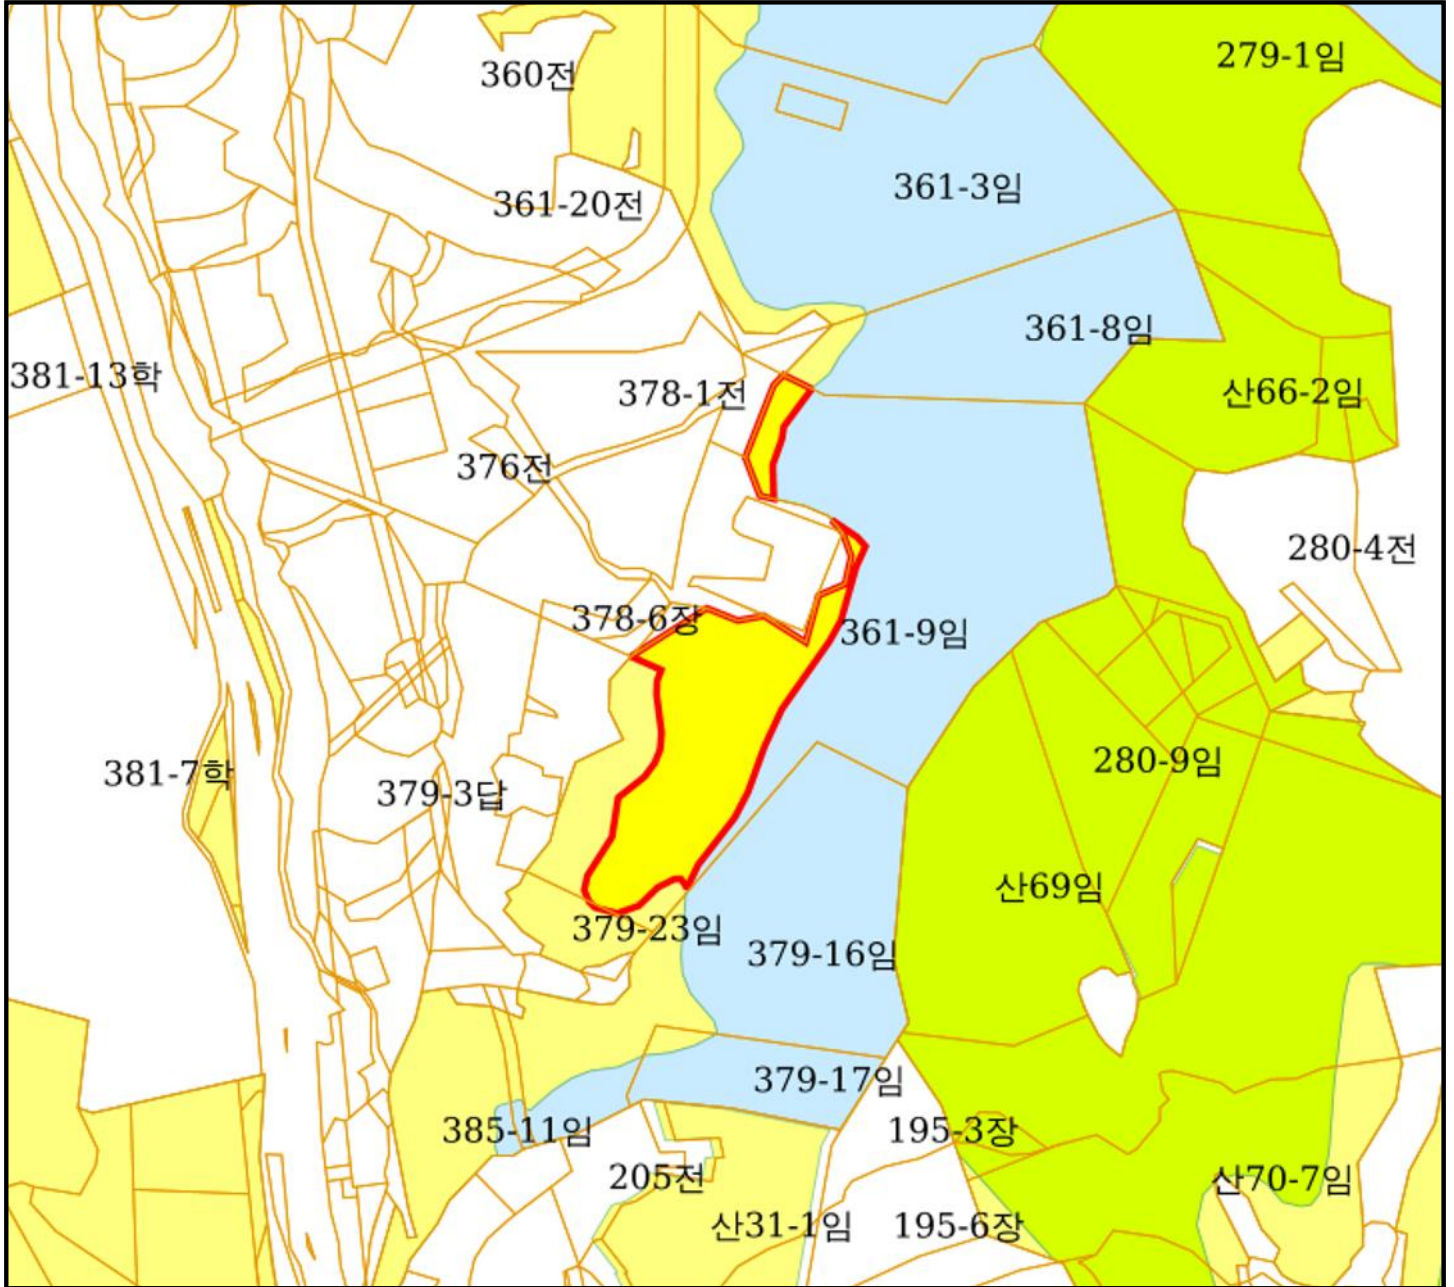 279-1임
360전
361-3임
361-20전
361-8임
381-13학
378-1전
산66-2임
376전
280-4전
378-6장
361-9임
280-9임
381-7학
379-3답
산69임
379-23임
379-16임
379-17임
385-11임
195-3장
205전
산70-7임
산31-1임
195-6장